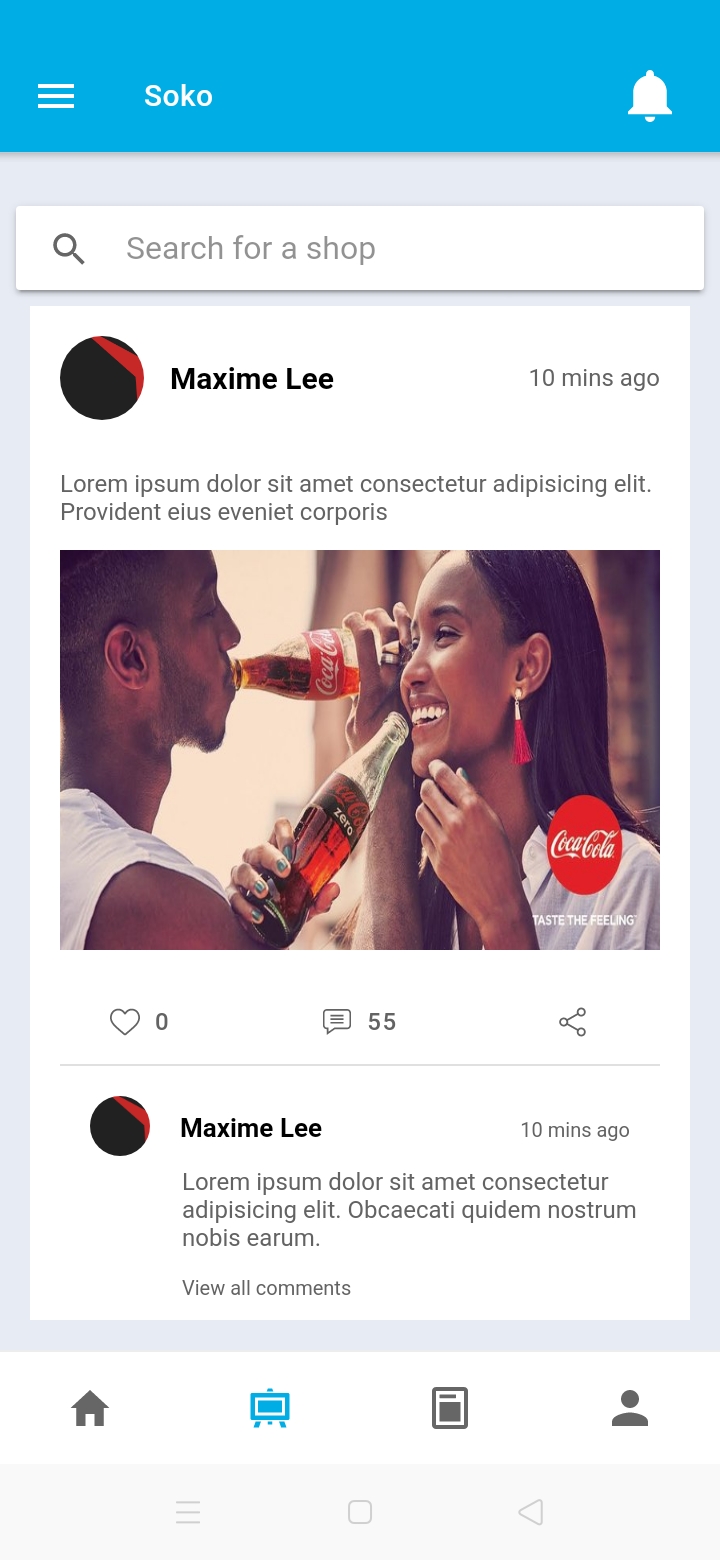 Soko
Search for a shop
Maxime Lee
10 mins ago
Lorem ipsum dolor sit amet consectetur adipisicing elit.
Provident eius eveniet corporis
Coca-Cola
zero
Coca-Cola
TASTE THE FEELING
0
55
Maxime Lee
10 mins ago
Lorem ipsum dolor sit amet consectetur
adipisicing elit. Obcaecati quidem nostrum
nobis earum.
View all comments